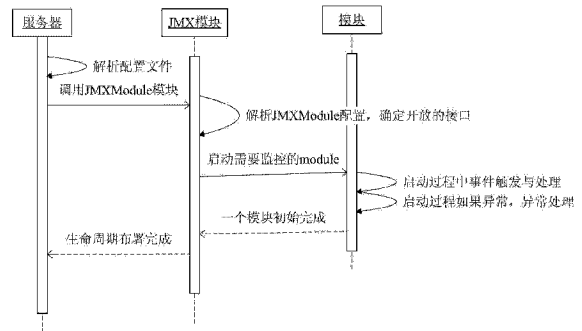 服务器
JMX模块
模块
解析配置文件
调用JMXModule模块
解析JMXModule配置，确定开放的接口
启动需要监控的module
启动过程中事件触发与处理
启动过程如果异常，异常处理
一个模块初始完成
生命周期布署完成